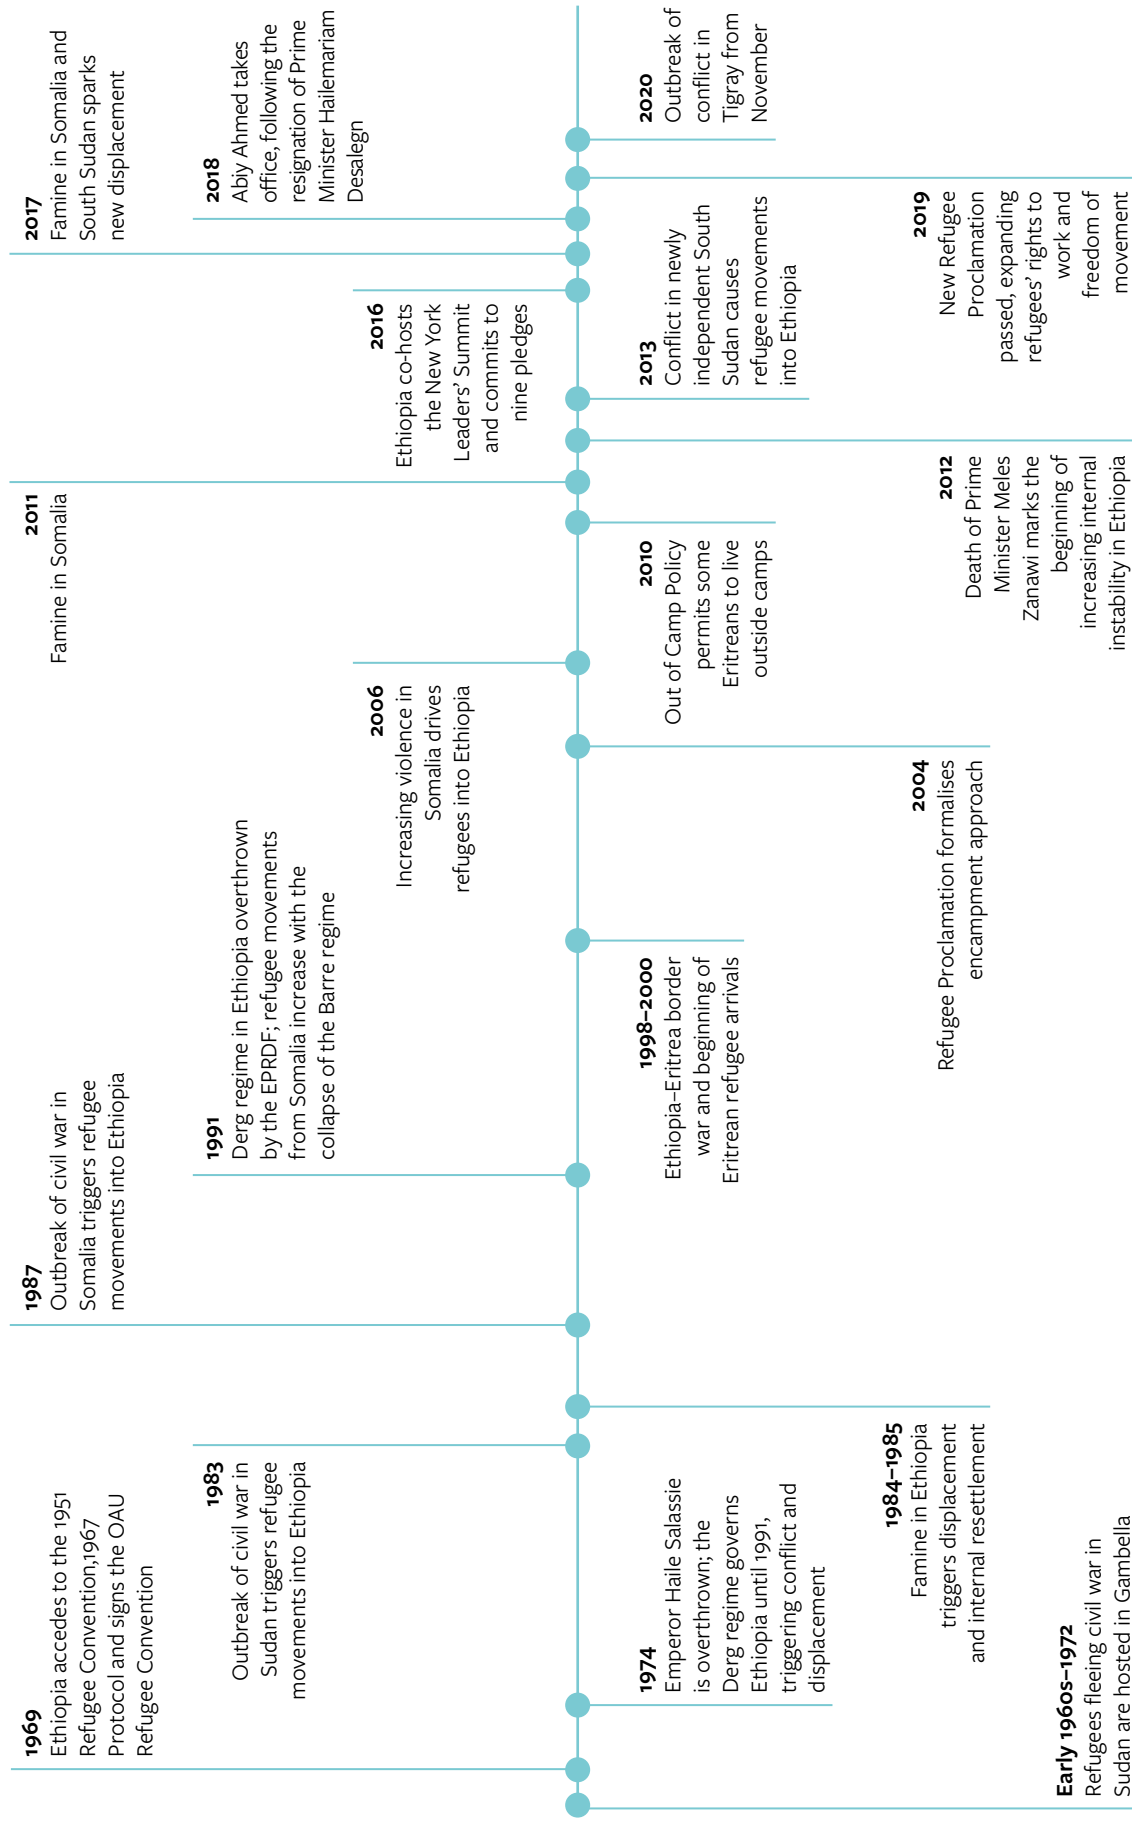 1969
Ethiopia accedes to the 1951
Refugee Convention,1967
Protocol and signs the OAU
Refugee Convention
1987
Outbreak of civil war in
Somalia triggers refugee
movements into Ethiopia
2011
Famine in Somalia
2017
Famine in Somalia and
South Sudan sparks
new displacement
1983
Outbreak of civil war in
Sudan triggers refugee
movements into Ethiopia
1991
Derg regime in Ethiopia overthrown
by the EPRDF; refugee movements
from Somalia increase with the
collapse of the Barre regime
2018
Abiy Ahmed takes
office, following the
resignation of Prime
Minister Hailemariam
Desalegn
2006
Increasing violence in
Somalia drives
refugees into Ethiopia
2016
Ethiopia co-hosts
the New York
Leaders’ Summit
and commits to
nine pledges
1974
Emperor Haile Salassie
is overthrown; the
Derg regime governs
Ethiopia until 1991,
triggering conflict and
displacement
1998–2000
Ethiopia–Eritrea border
war and beginning of
Eritrean refugee arrivals
2010
Out of Camp Policy
permits some
Eritreans to live
outside camps
2013
Conflict in newly
independent South
Sudan causes
refugee movements
into Ethiopia
2020
Outbreak of
conflict in
Tigray from
November
1984–1985
Famine in Ethiopia
triggers displacement
and internal resettlement
2004
Refugee Proclamation formalises
encampment approach
2012
Death of Prime
Minister Meles
Zanawi marks the
beginning of
increasing internal
instability in Ethiopia
2019
New Refugee
Proclamation
passed, expanding
refugees’ rights to
work and
freedom of
movement
Early 1960s–1972
Refugees fleeing civil war in
Sudan are hosted in Gambella